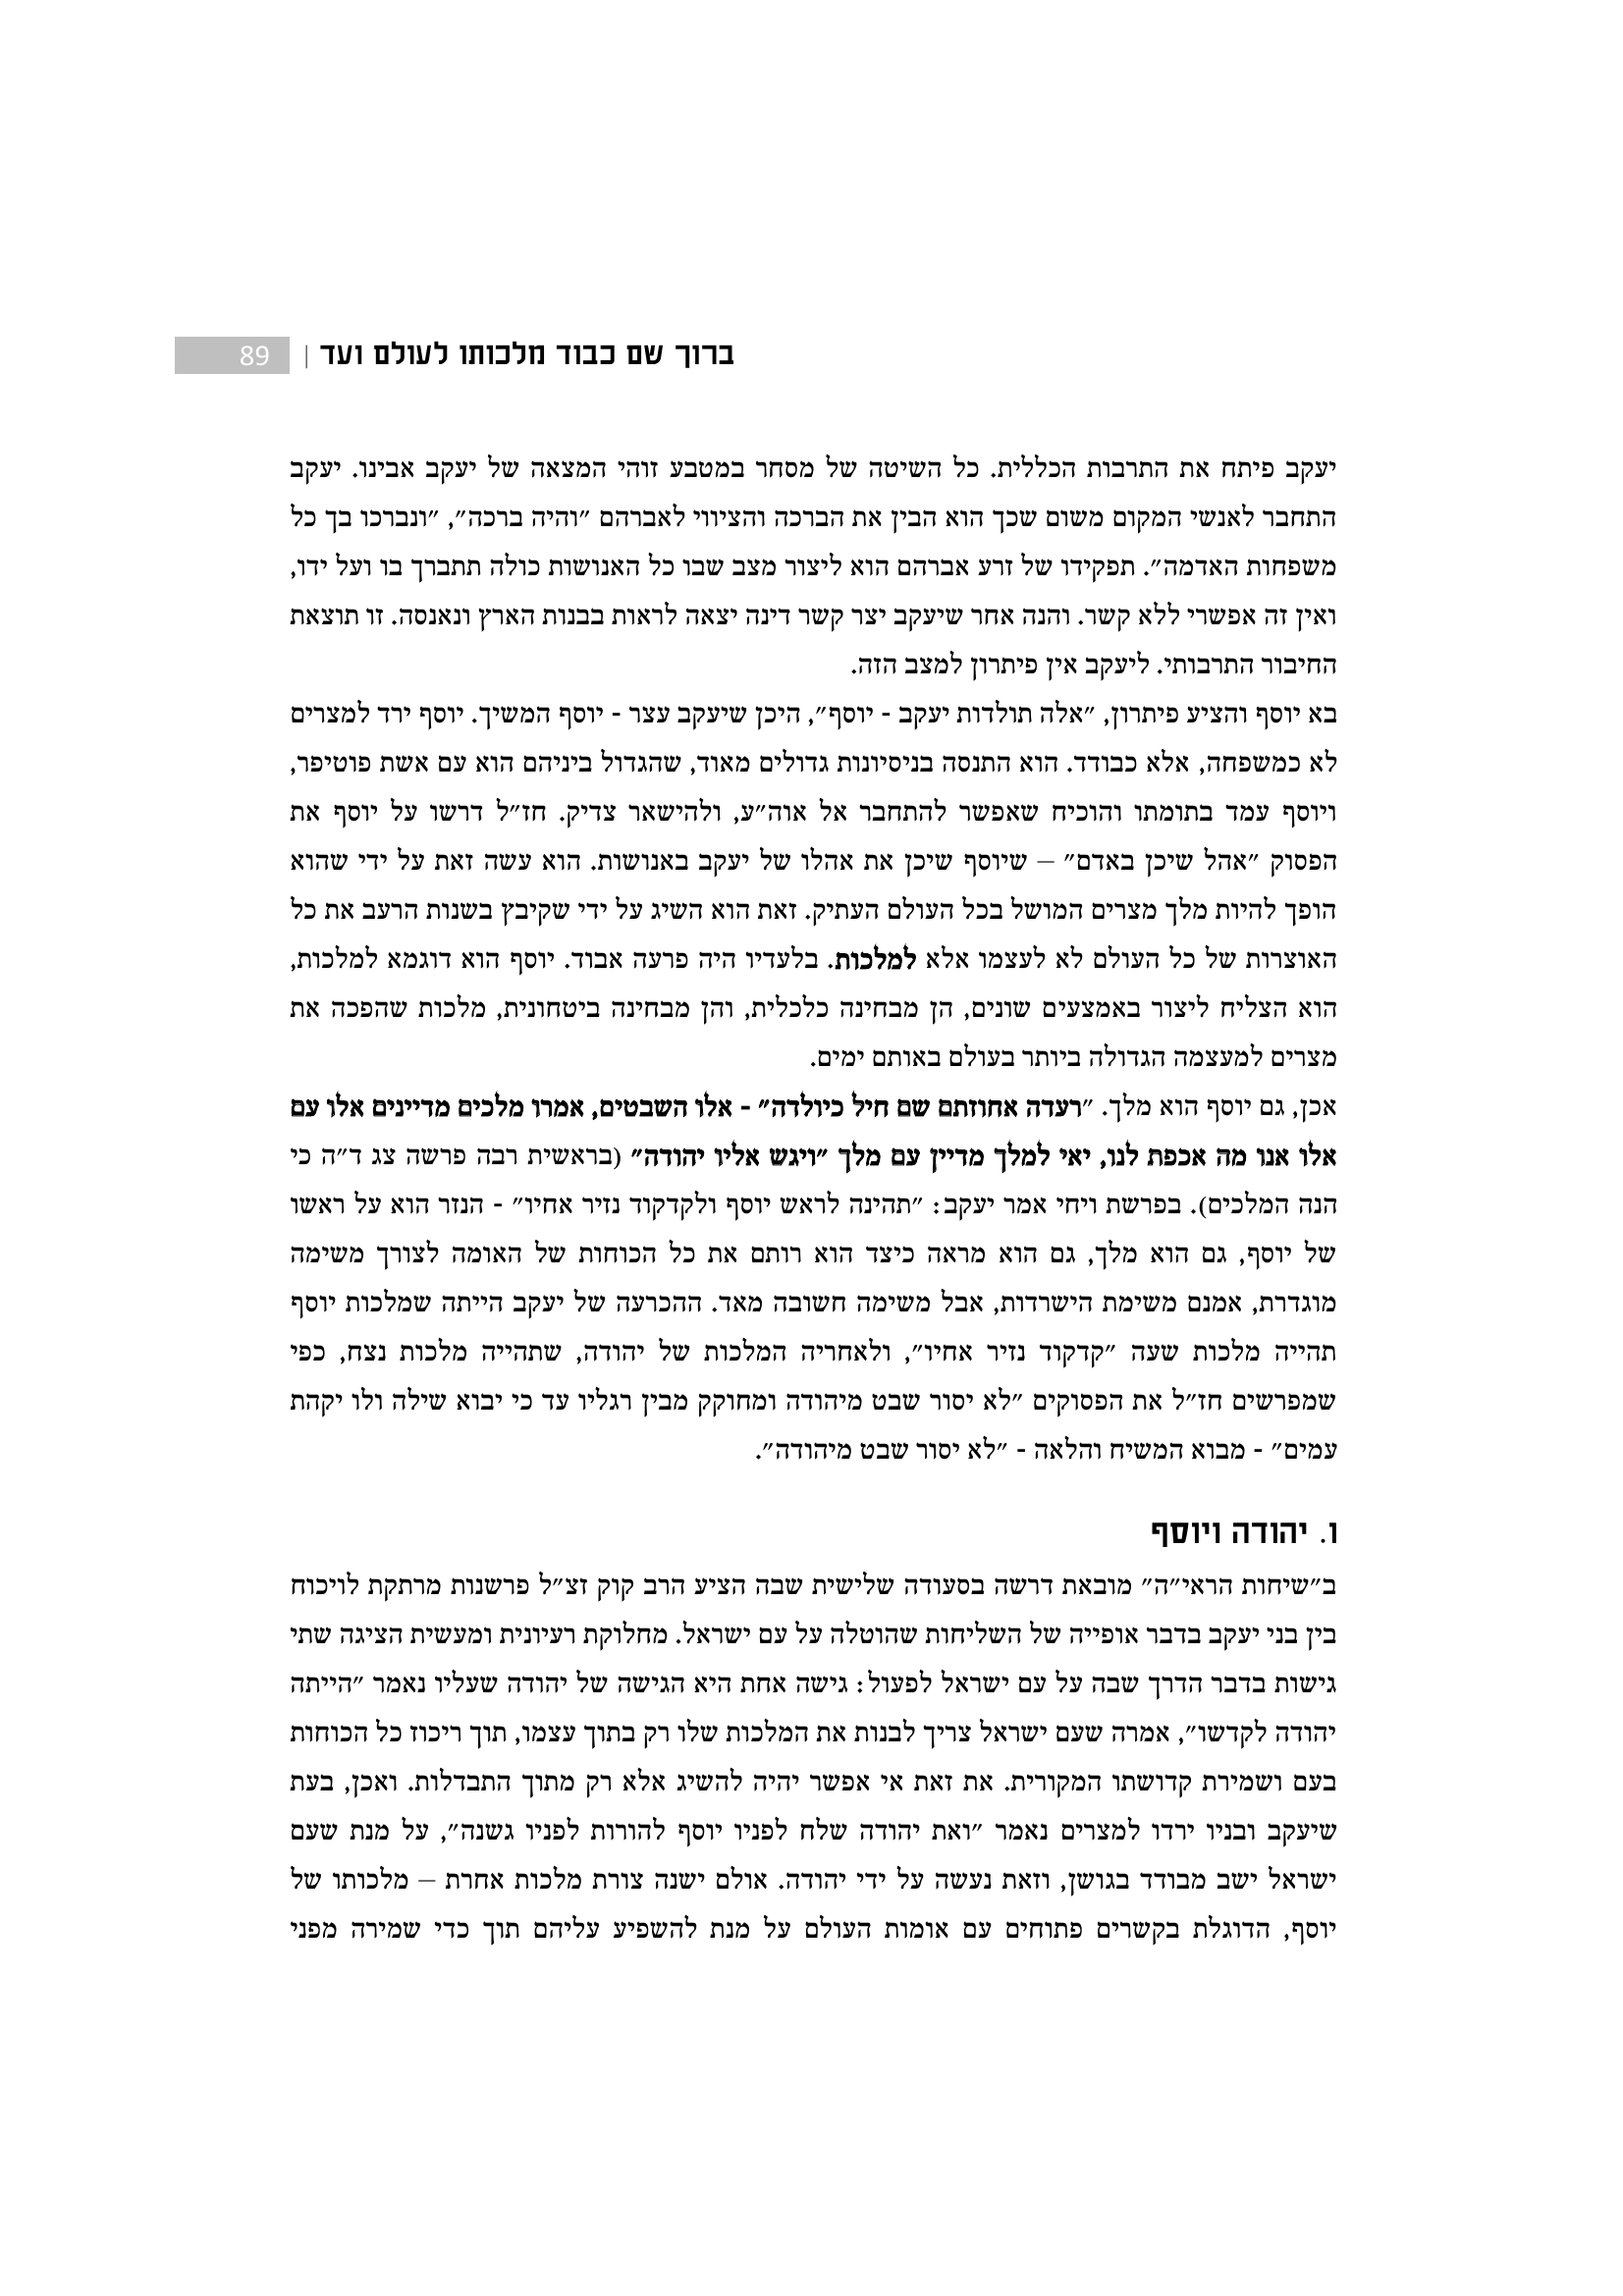 ברוך שם כבוד מלכותו לעולם ועד | 89
יעקב פיתח את התרבות הכללית. כל השיטה של מסחר במטבע זוהי המצאה של יעקב אבינו. יעקב
התחבר לאנשי המקום משום שכך הוא הבין את הברכה והציווי לאברהם ״והיה ברכה״, ״ונברכו בך כל
משפחות האדמה״. תפקידו של זרע אברהם הוא ליצור מצב שבו כל האנושות כולה תתברך בו ועל ידו,
ואין זה אפשרי ללא קשר. והנה אחר שיעקב יצר קשר דינה יצאה לראות בבנות הארץ ונאנסה. זו תוצאת
החיבור התרבותי. ליעקב אין פיתרון למצב הזה.
בא יוסף והציע פיתרון, ״אלה תולדות יעקב - יוסף״, היכן שיעקב עצר - יוסף המשיך. יוסף ירד למצרים
לא כמשפחה, אלא כבודד. הוא התנסה בניסיונות גדולים מאוד, שהגדול ביניהם הוא עם אשת פוטיפר,
ויוסף עמד בתומתו והוכיח שאפשר להתחבר אל אוה״ע, ולהישאר צדיק. חז״ל דרשו על יוסף את
הפסוק ״אהל שיכן באדם״ – שיוסף שיכן את אהלו של יעקב באנושות. הוא עשה זאת על ידי שהוא
הופך להיות מלך מצרים המושל בכל העולם העתיק. זאת הוא השיג על ידי שקיבץ בשנות הרעב את כל
האוצרות של כל העולם לא לעצמו אלא למלכות. בלעדיו היה פרעה אבוד. יוסף הוא דוגמא למלכות,
הוא הצליח ליצור באמצעים שונים, הן מבחינה כלכלית, והן מבחינה ביטחונית, מלכות שהפכה את
מצרים למעצמה הגדולה ביותר בעולם באותם ימים.
אכן, גם יוסף הוא מלך. ״רעדה אחוזתם שם חיל כיולדה״ - אלו השבטים, אמרו מלכים מדיינים אלו עם
אלו אנו מה אכפת לנו, יאי למלך מדיין עם מלך ״ויגש אליו יהודה״ (בראשית רבה פרשה צג ד״ה כי
הנה המלכים). בפרשת ויחי אמר יעקב: ״תהינה לראש יוסף ולקדקוד נזיר אחיו״ - הנזר הוא על ראשו
של יוסף, גם הוא מלך, גם הוא מראה כיצד הוא רותם את כל הכוחות של האומה לצורך משימה
מוגדרת, אמנם משימת הישרדות, אבל משימה חשובה מאד. ההכרעה של יעקב הייתה שמלכות יוסף
תהייה מלכות שעה ״קדקוד נזיר אחיו״, ולאחריה המלכות של יהודה, שתהייה מלכות נצח, כפי
שמפרשים חז״ל את הפסוקים ״לא יסור שבט מיהודה ומחוקק מבין רגליו עד כי יבוא שילה ולו יקהת
עמים״ - מבוא המשיח והלאה - ״לא יסור שבט מיהודה״.
ו. יהודה ויוסף
ב״שיחות הראי״ה״ מובאת דרשה בסעודה שלישית שבה הציע הרב קוק זצ״ל פרשנות מרתקת לויכוח
בין בני יעקב בדבר אופייה של השליחות שהוטלה על עם ישראל. מחלוקת רעיונית ומעשית הציגה שתי
גישות בדבר הדרך שבה על עם ישראל לפעול: גישה אחת היא הגישה של יהודה שעליו נאמר ״הייתה
יהודה לקדשו״, אמרה שעם ישראל צריך לבנות את המלכות שלו רק בתוך עצמו, תוך ריכוז כל הכוחות
בעם ושמירת קדושתו המקורית. את זאת אי אפשר יהיה להשיג אלא רק מתוך התבדלות. ואכן, בעת
שיעקב ובניו ירדו למצרים נאמר ״ואת יהודה שלח לפניו יוסף להורות לפניו גשנה״, על מנת שעם
ישראל ישב מבודד בגושן, וזאת נעשה על ידי יהודה. אולם ישנה צורת מלכות אחרת – מלכותו של
יוסף, הדוגלת בקשרים פתוחים עם אומות העולם על מנת להשפיע עליהם תוך כדי שמירה מפני